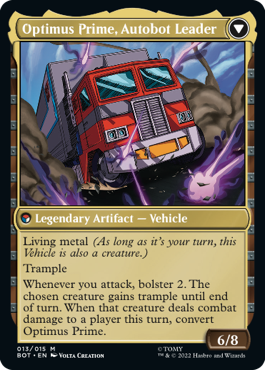 Optimus Prime, Autobot Leader
Legendary Artifact — Vehicle
Living metal (As long as it's your turn, this
Vehicle is also a creature.)
Trample
Whenever you attack, bolster 2. The
chosen creature gains trample until end
of turn. When that creature deals combat
damage to a player this turn, convert
Optimus Prime.
6/8
013/015 M
BOT • EN VOLTA CREATION
©TOMY
™ & © 2022 Hasbro and Wizards